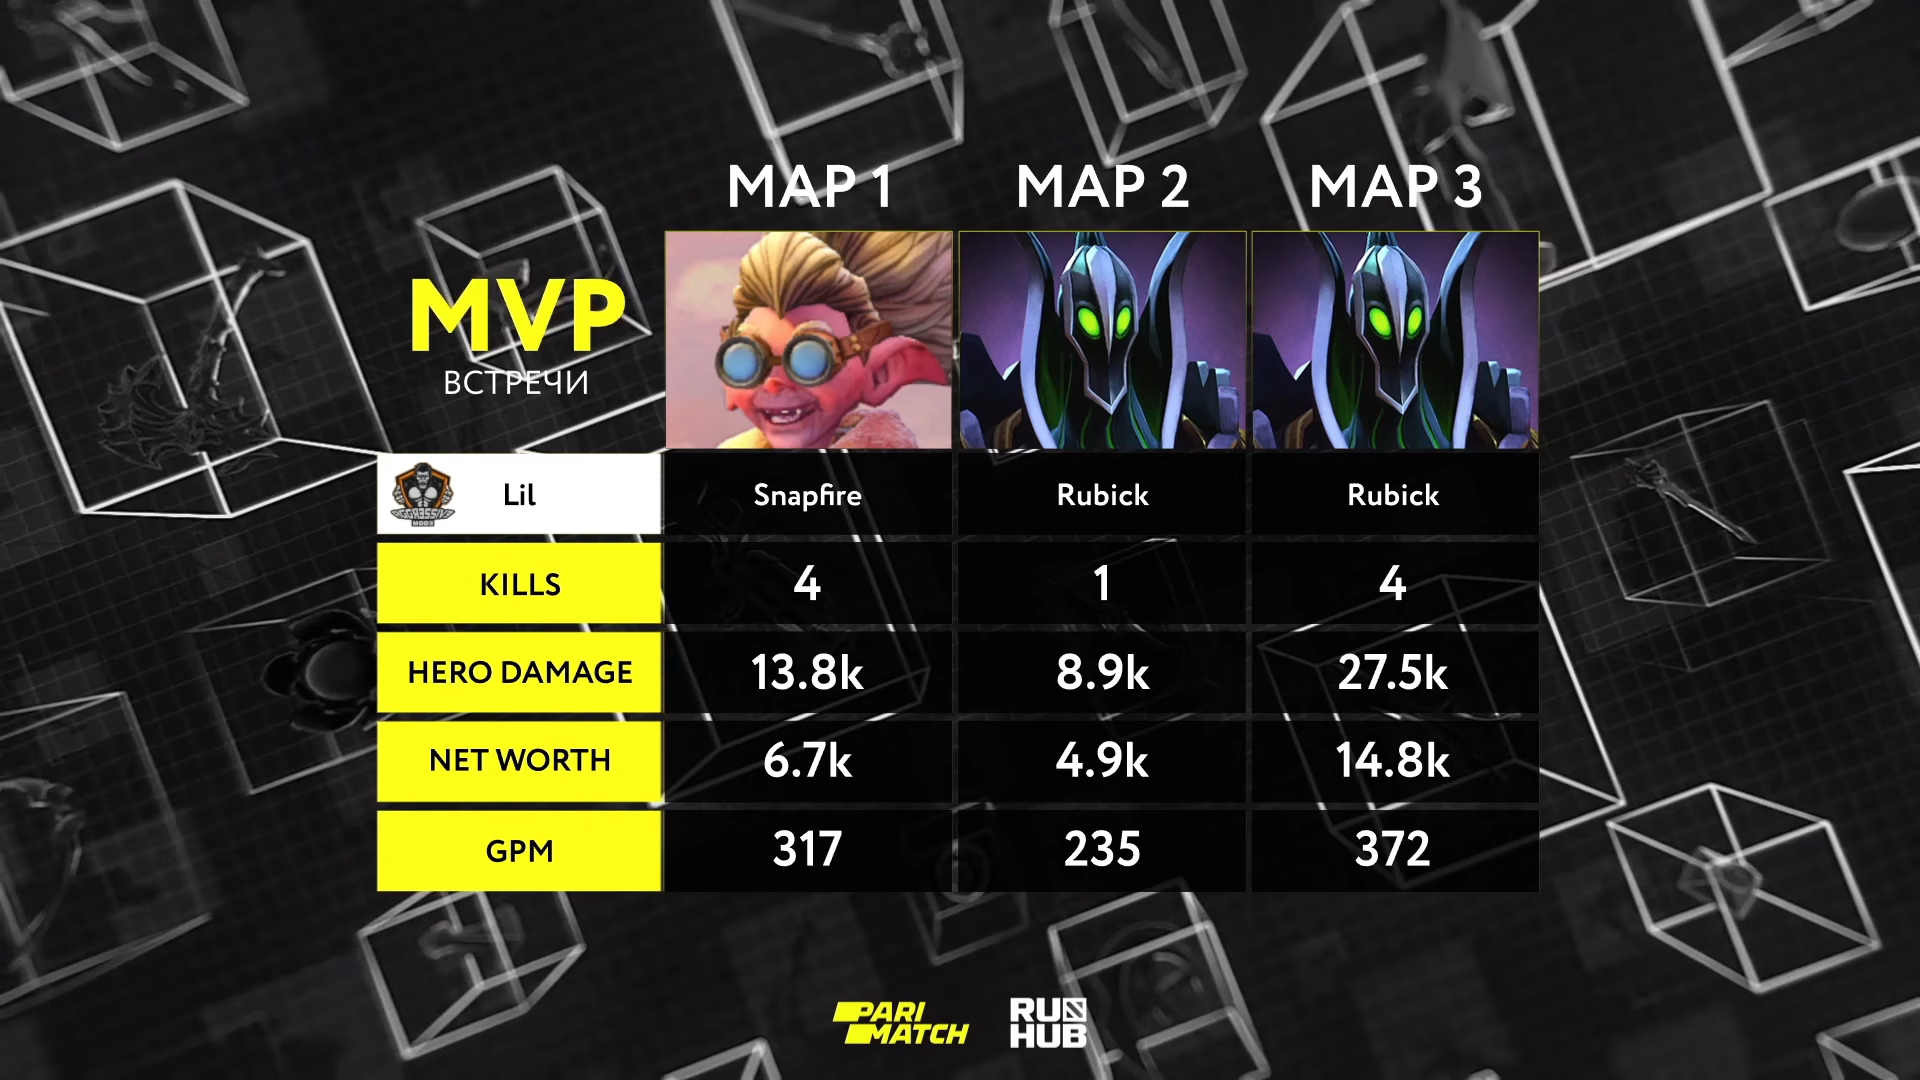 MAP 1 MAP 2 MAP 3
MVP
ВСТРЕЧИ
AGGRESSIVE
MODE
Lil Snapfire Rubick Rubick
KILLS 4 1 4
HERO DAMAGE 13.8k 8.9k 27.5k
NET WORTH 6.7k 4.9k 14.8k
GPM 317 235 372
PARI
MATCH
RU
HUB